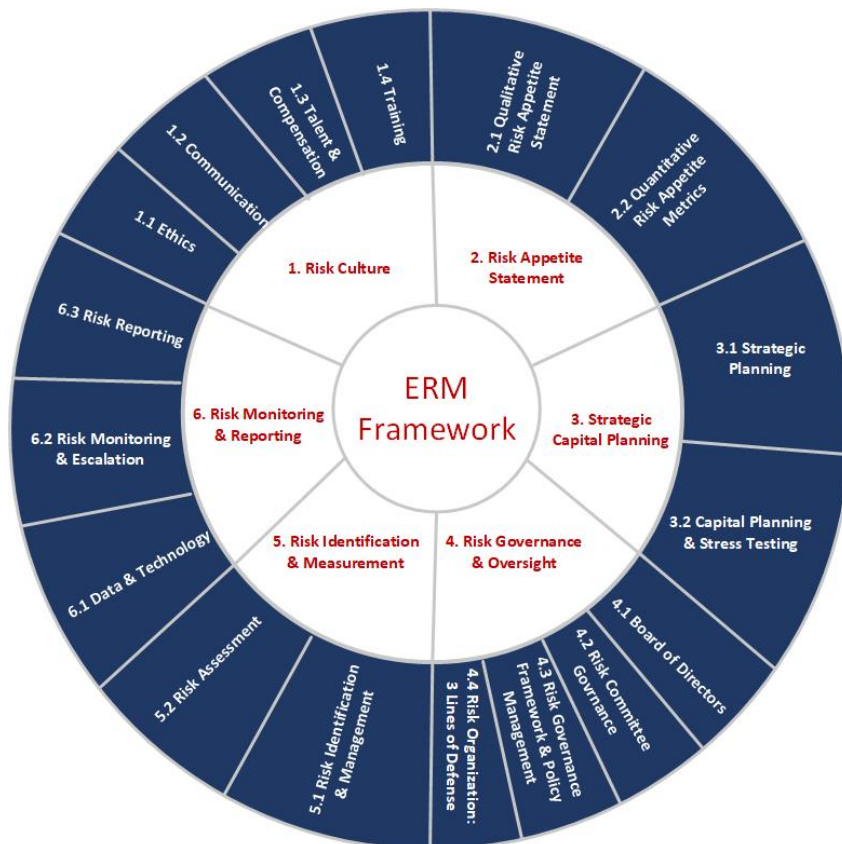 ERM
Framework
1. Risk Culture
2. Risk Appetite
Statement
3. Strategic
Capital Planning
4. Risk Governance
& Oversight
5. Risk Identification
& Measurement
6. Risk Monitoring
& Reporting
1.1 Ethics
1.2 Communication
1.3 Talent &
Compensation
1.4 Training
2.1 Qualitative
Risk Appetite
Statement
2.2 Quantitative
Risk Appetite
Metrics
3.1 Strategic
Planning
3.2 Capital Planning
& Stress Testing
4.1 Board of Directors
4.2 Risk Committee
Govrnance
4.3 Risk Governance
Framework & Policy
Management
4.4 Risk Organization:
3 Lines of Defense
5.1 Risk Identification
& Management
5.2 Risk Assessment
6.1 Data & Technology
6.2 Risk Monitoring
& Escalation
6.3 Risk Reporting